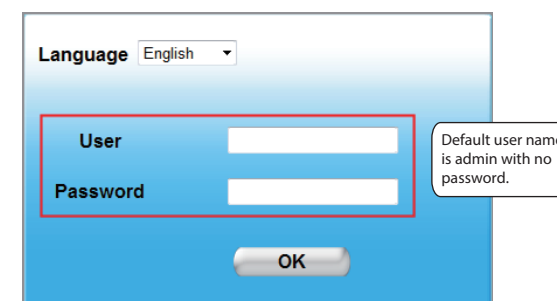 Language English
User
Default user name
is admin with no
password.
Password
OK